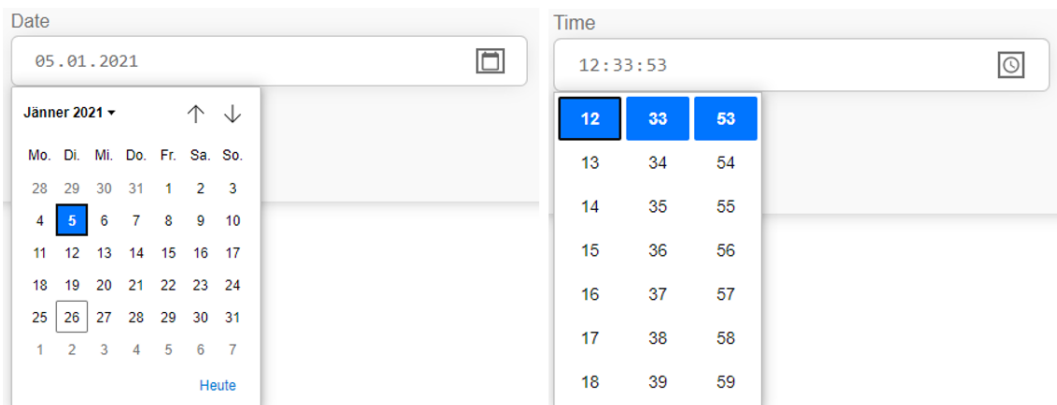 Date
05.01.2021
Jänner 2021
Mo. Di. Mi. Do. Fr. Sa. So.
28 29 30 31 1 2 3
4 5 6 7 8 9 10
11 12 13 14 15 16 17
18 19 20 21 22 23 24
25 26 27 28 29 30 31
1 2 3 4 5 6 7
Heute
Time
12:33:53
12 33 53
13 34 54
14 35 55
15 36 56
16 37 57
17 38 58
18 39 59